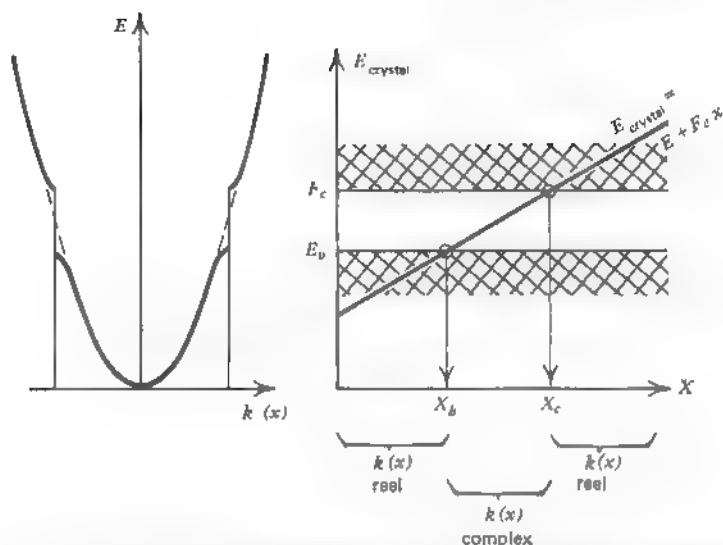 E
k (x)
E crystal
E crystal =
E + F e x
E c
E v
X b
X c
X
k (x)
reel
k (x)
reel
k (x)
complex